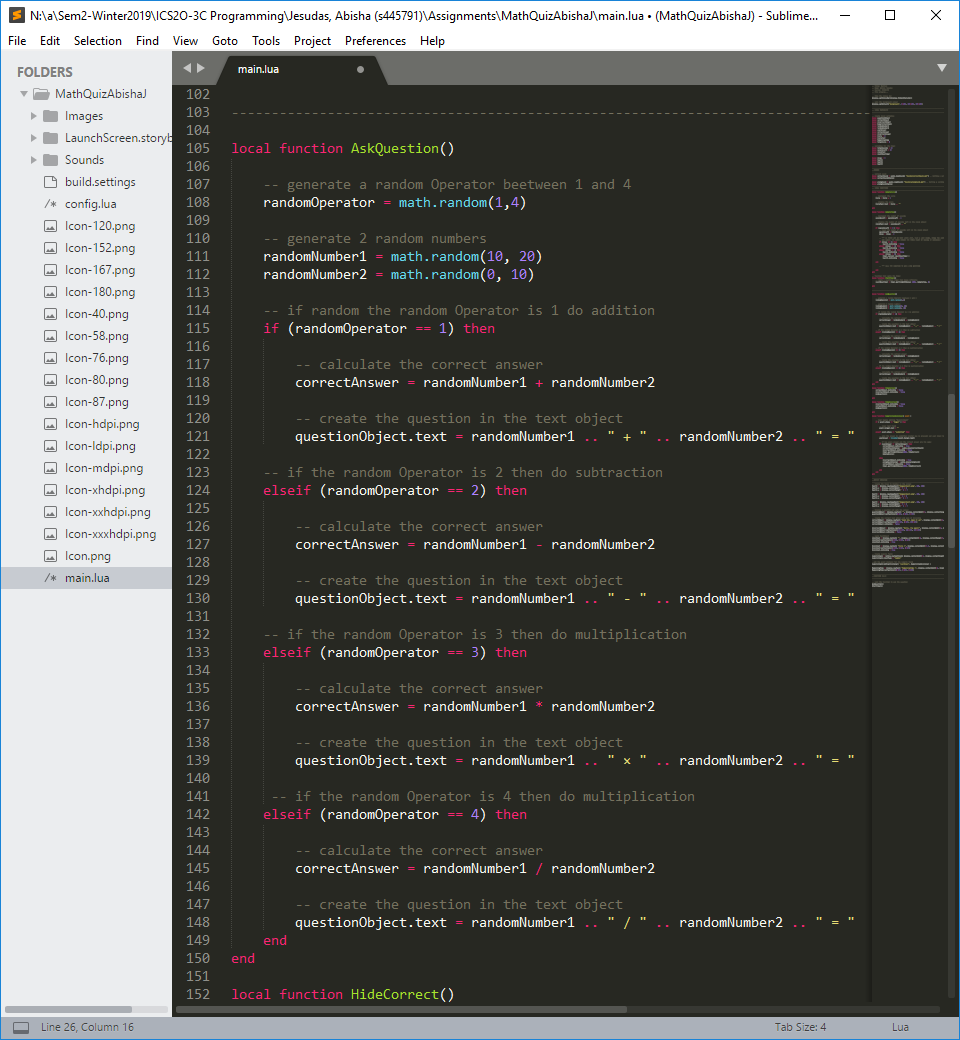 N:\a\Sem2-Winter2019\ICS2O-3C Programming\Jesudas, Abisha (s445791)\Assignments\MathQuizAbishaJ\main.lua • (MathQuizAbishaJ) - Sublime...
File Edit Selection Find View Goto Tools Project Preferences Help
FOLDERS
MathQuizAbishaJ
Images
LaunchScreen.storyb
Sounds
build.settings
/* config.lua
Icon-120.png
Icon-152.png
Icon-167.png
Icon-180.png
Icon-40.png
Icon-58.png
Icon-76.png
Icon-80.png
Icon-87.png
Icon-hdpi.png
Icon-ldpi.png
Icon-mdpi.png
Icon-xhdpi.png
Icon-xxhdpi.png
Icon-xxxhdpi.png
Icon.png
/* main.lua
main.lua
102
103 --------------------------------------------------------------------------------
104
105 local function AskQuestion()
106
107 -- generate a random Operator beetween 1 and 4
108 randomOperator = math.random(1,4)
109
110 -- generate 2 random numbers
111 randomNumber1 = math.random(10, 20)
112 randomNumber2 = math.random(0, 10)
113
114 -- if random the random Operator is 1 do addition
115 if (randomOperator == 1) then
116
117 -- calculate the correct answer
118 correctAnswer = randomNumber1 + randomNumber2
119
120 -- create the question in the text object
121 questionObject.text = randomNumber1 .. " + " .. randomNumber2 .. " = "
122
123 -- if the random Operator is 2 then do subtraction
124 elseif (randomOperator == 2) then
125
126 -- calculate the correct answer
127 correctAnswer = randomNumber1 - randomNumber2
128
129 -- create the question in the text object
130 questionObject.text = randomNumber1 .. " - " .. randomNumber2 .. " = "
131
132 -- if the random Operator is 3 then do multiplication
133 elseif (randomOperator == 3) then
134
135 -- calculate the correct answer
136 correctAnswer = randomNumber1 * randomNumber2
137
138 -- create the question in the text object
139 questionObject.text = randomNumber1 .. " × " .. randomNumber2 .. " = "
140
141 -- if the random Operator is 4 then do multiplication
142 elseif (randomOperator == 4) then
143
144 -- calculate the correct answer
145 correctAnswer = randomNumber1 / randomNumber2
146
147 -- create the question in the text object
148 questionObject.text = randomNumber1 .. " / " .. randomNumber2 .. " = "
149 end
150 end
151
152 local function HideCorrect()
Line 26, Column 16 Tab Size: 4 Lua